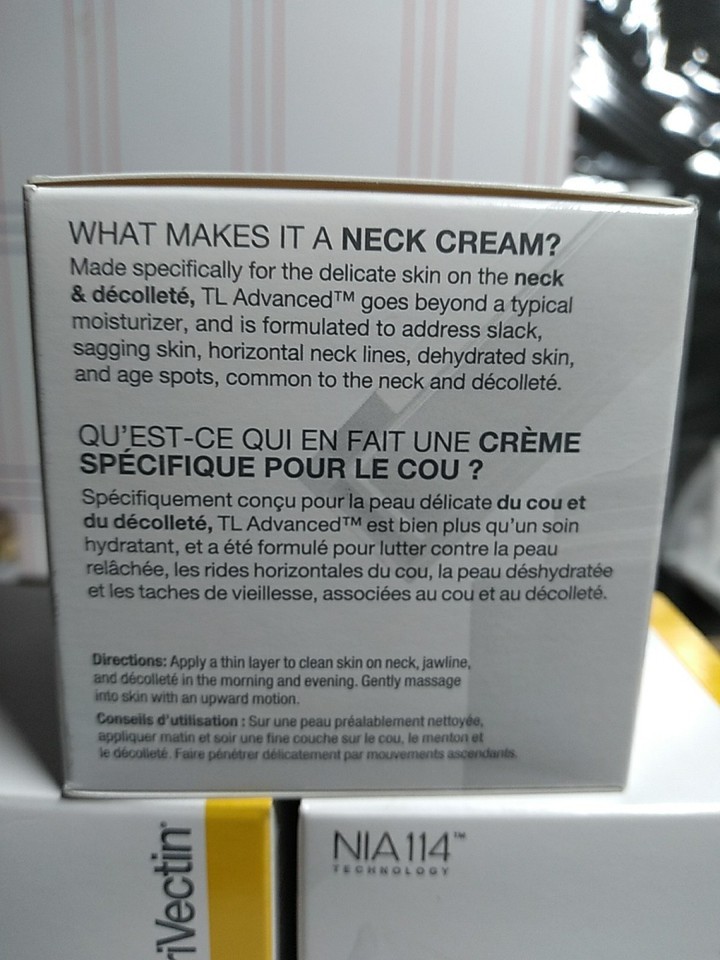 WHAT MAKES IT A NECK CREAM?
Made specifically for the delicate skin on the neck
& décolleté, TL Advanced™ goes beyond a typical
moisturizer, and is formulated to address slack,
sagging skin, horizontal neck lines, dehydrated skin,
and age spots, common to the neck and décolleté.
QU'EST-CE QUI EN FAIT UNE CRÈME
SPÉCIFIQUE POUR LE COU ?
Spécifiquement conçu pour la peau délicate du cou et
du décolleté, TL Advanced™ est bien plus qu'un soin
hydratant, et a été formulé pour lutter contre la peau
relâchée, les rides horizontales du cou, la peau déshydratée
et les taches de vieillesse, associées au cou et au décolleté.
Directions: Apply a thin layer to clean skin on neck, jawline,
and décolleté in the morning and evening. Gently massage
into skin with an upward motion.
Conseils d'utilisation : Sur une peau préalablement nettoyée,
appliquer matin et soir une fine couche sur le cou, le menton et
le décolleté. Faire pénétrer délicatement par mouvements ascendants.
riVectin
NIA114™
TECHNOLOGY